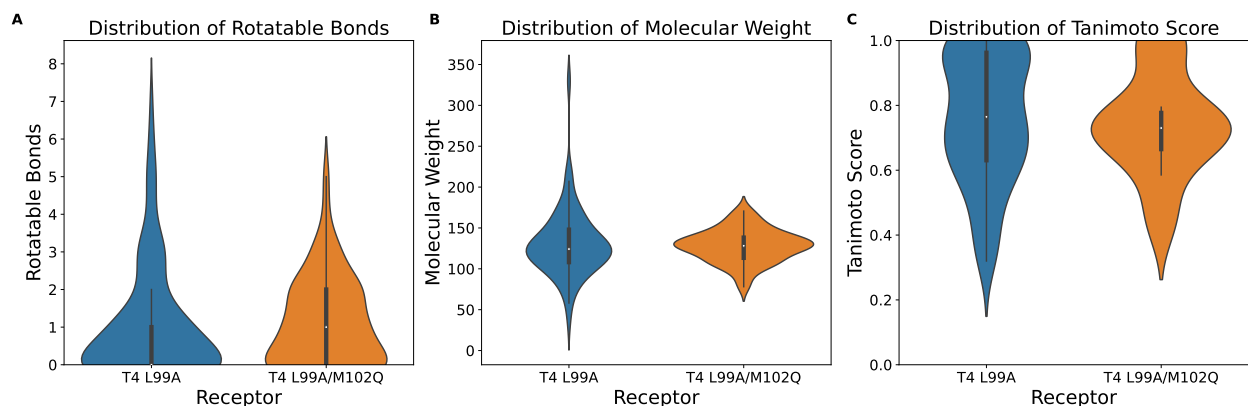 A
Distribution of Rotatable Bonds
Rotatable Bonds
8
7
6
5
4
3
2
1
0
T4 L99A
T4 L99A/M102Q
Receptor
B
Distribution of Molecular Weight
Molecular Weight
350
300
250
200
150
100
50
0
T4 L99A
T4 L99A/M102Q
Receptor
C
Distribution of Tanimoto Score
Tanimoto Score
1.0
0.8
0.6
0.4
0.2
0.0
T4 L99A
T4 L99A/M102Q
Receptor